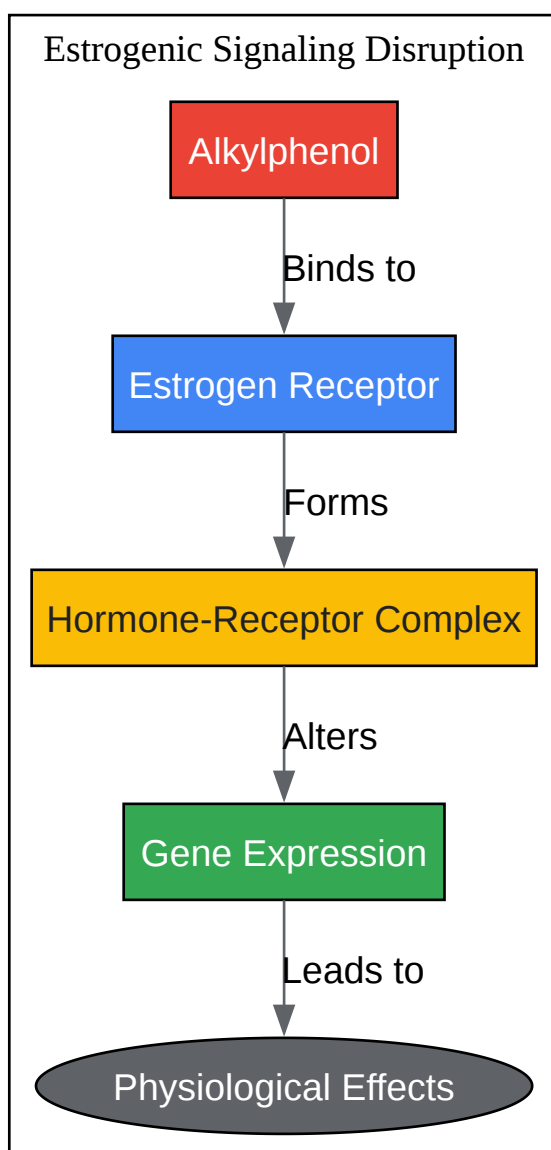 Estrogenic Signaling Disruption
Alkylphenol
Binds to
Estrogen Receptor
Forms
Hormone-Receptor Complex
Alters
Gene Expression
Leads to
Physiological Effects